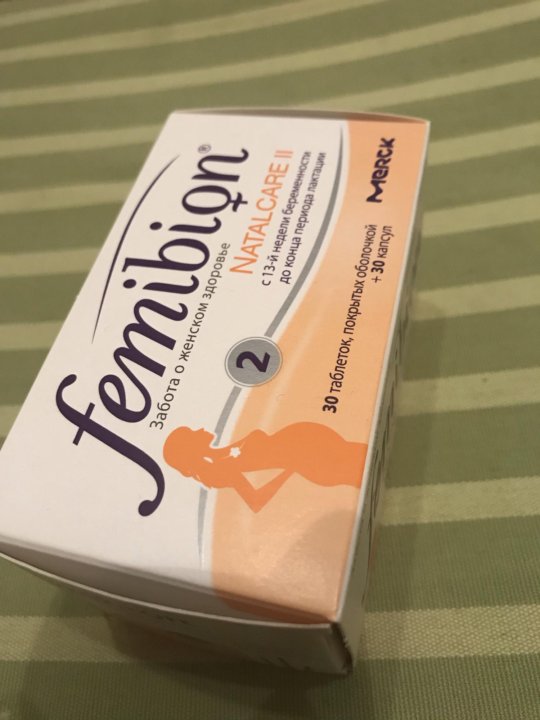 femibion®
Забота о женском здоровье
NATALCARE II
с 13-й недели беременности
до конца периода лактации
2
30 таблеток, покрытых оболочкой
+ 30 капсул
Merck